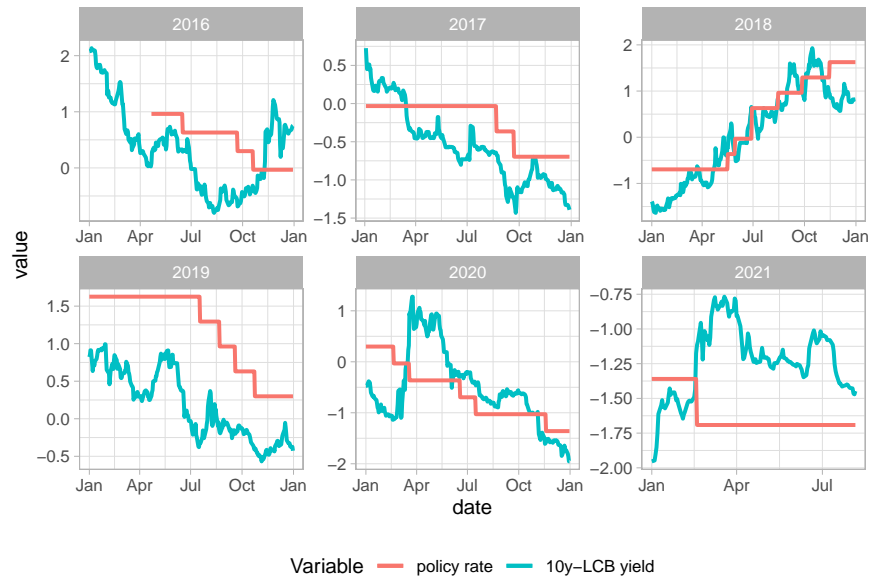 2016 2017 2018
2
1
0
Jan Apr Jul Oct Jan
0.5
0.0
−0.5
−1.0
−1.5
Jan Apr Jul Oct Jan
2
1
0
−1
Jan Apr Jul Oct Jan
value
2019 2020 2021
1.5
1.0
0.5
0.0
−0.5
Jan Apr Jul Oct Jan
1
0
−1
−2
Jan Apr Jul Oct Jan
−0.75
−1.00
−1.25
−1.50
−1.75
−2.00
Jan Apr Jul
date
Variable policy rate 10y−LCB yield